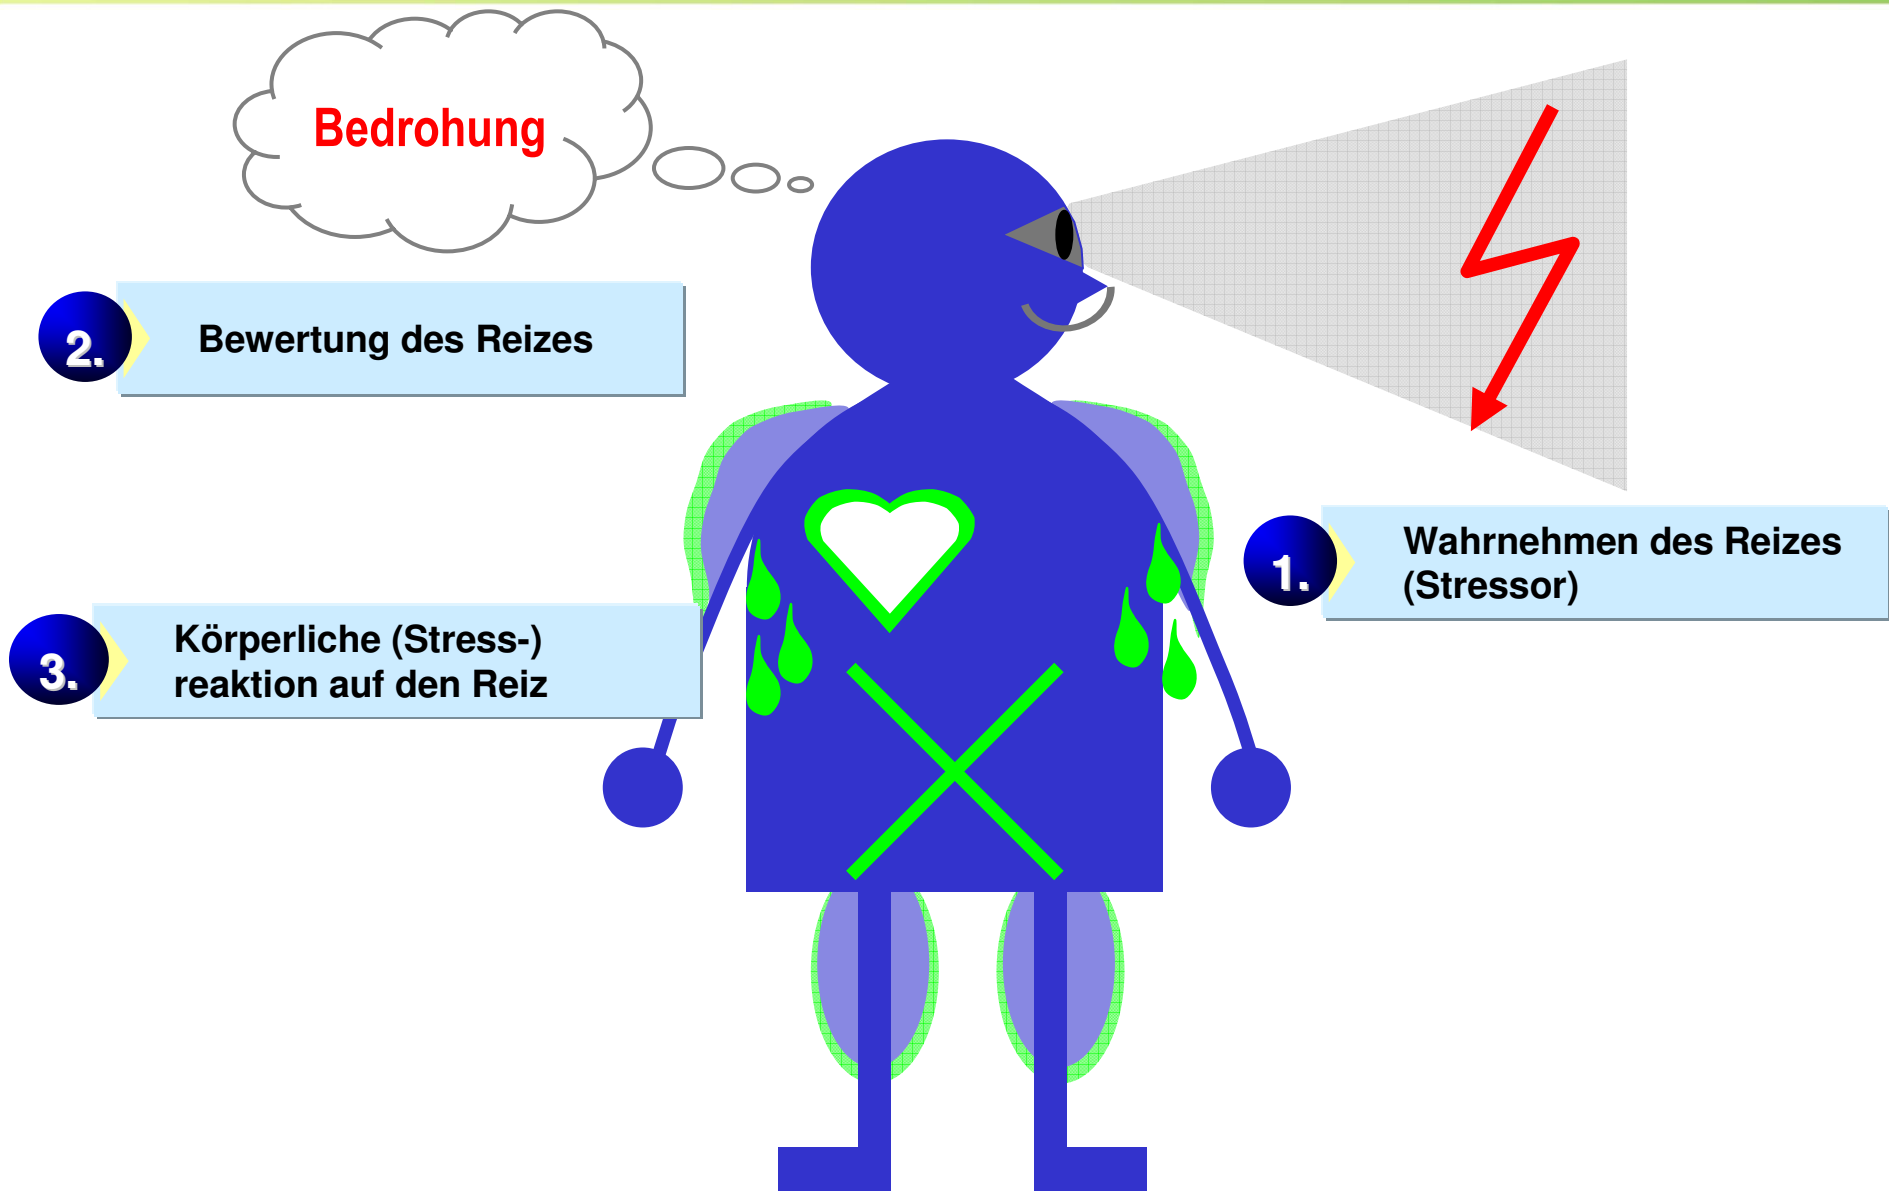 Bedrohung
2.
Bewertung des Reizes
1.
Wahrnehmen des Reizes
(Stressor)
3.
Körperliche (Stress-)
reaktion auf den Reiz